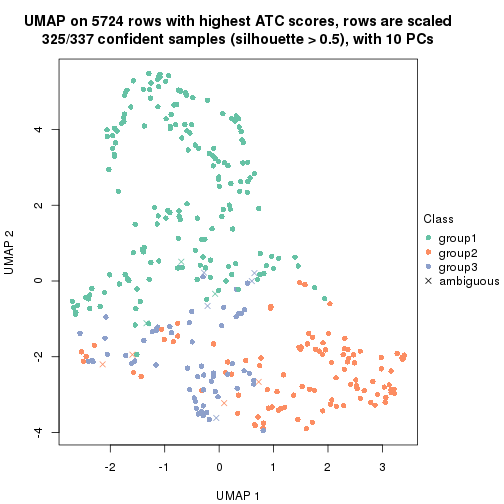 UMAP on 5724 rows with highest ATC scores, rows are scaled
325/337 confident samples (silhouette > 0.5), with 10 PCs
UMAP 2
4
2
0
-2
-4
-2
-1
0
1
2
3
UMAP 1
Class
group1
group2
group3
ambiguous